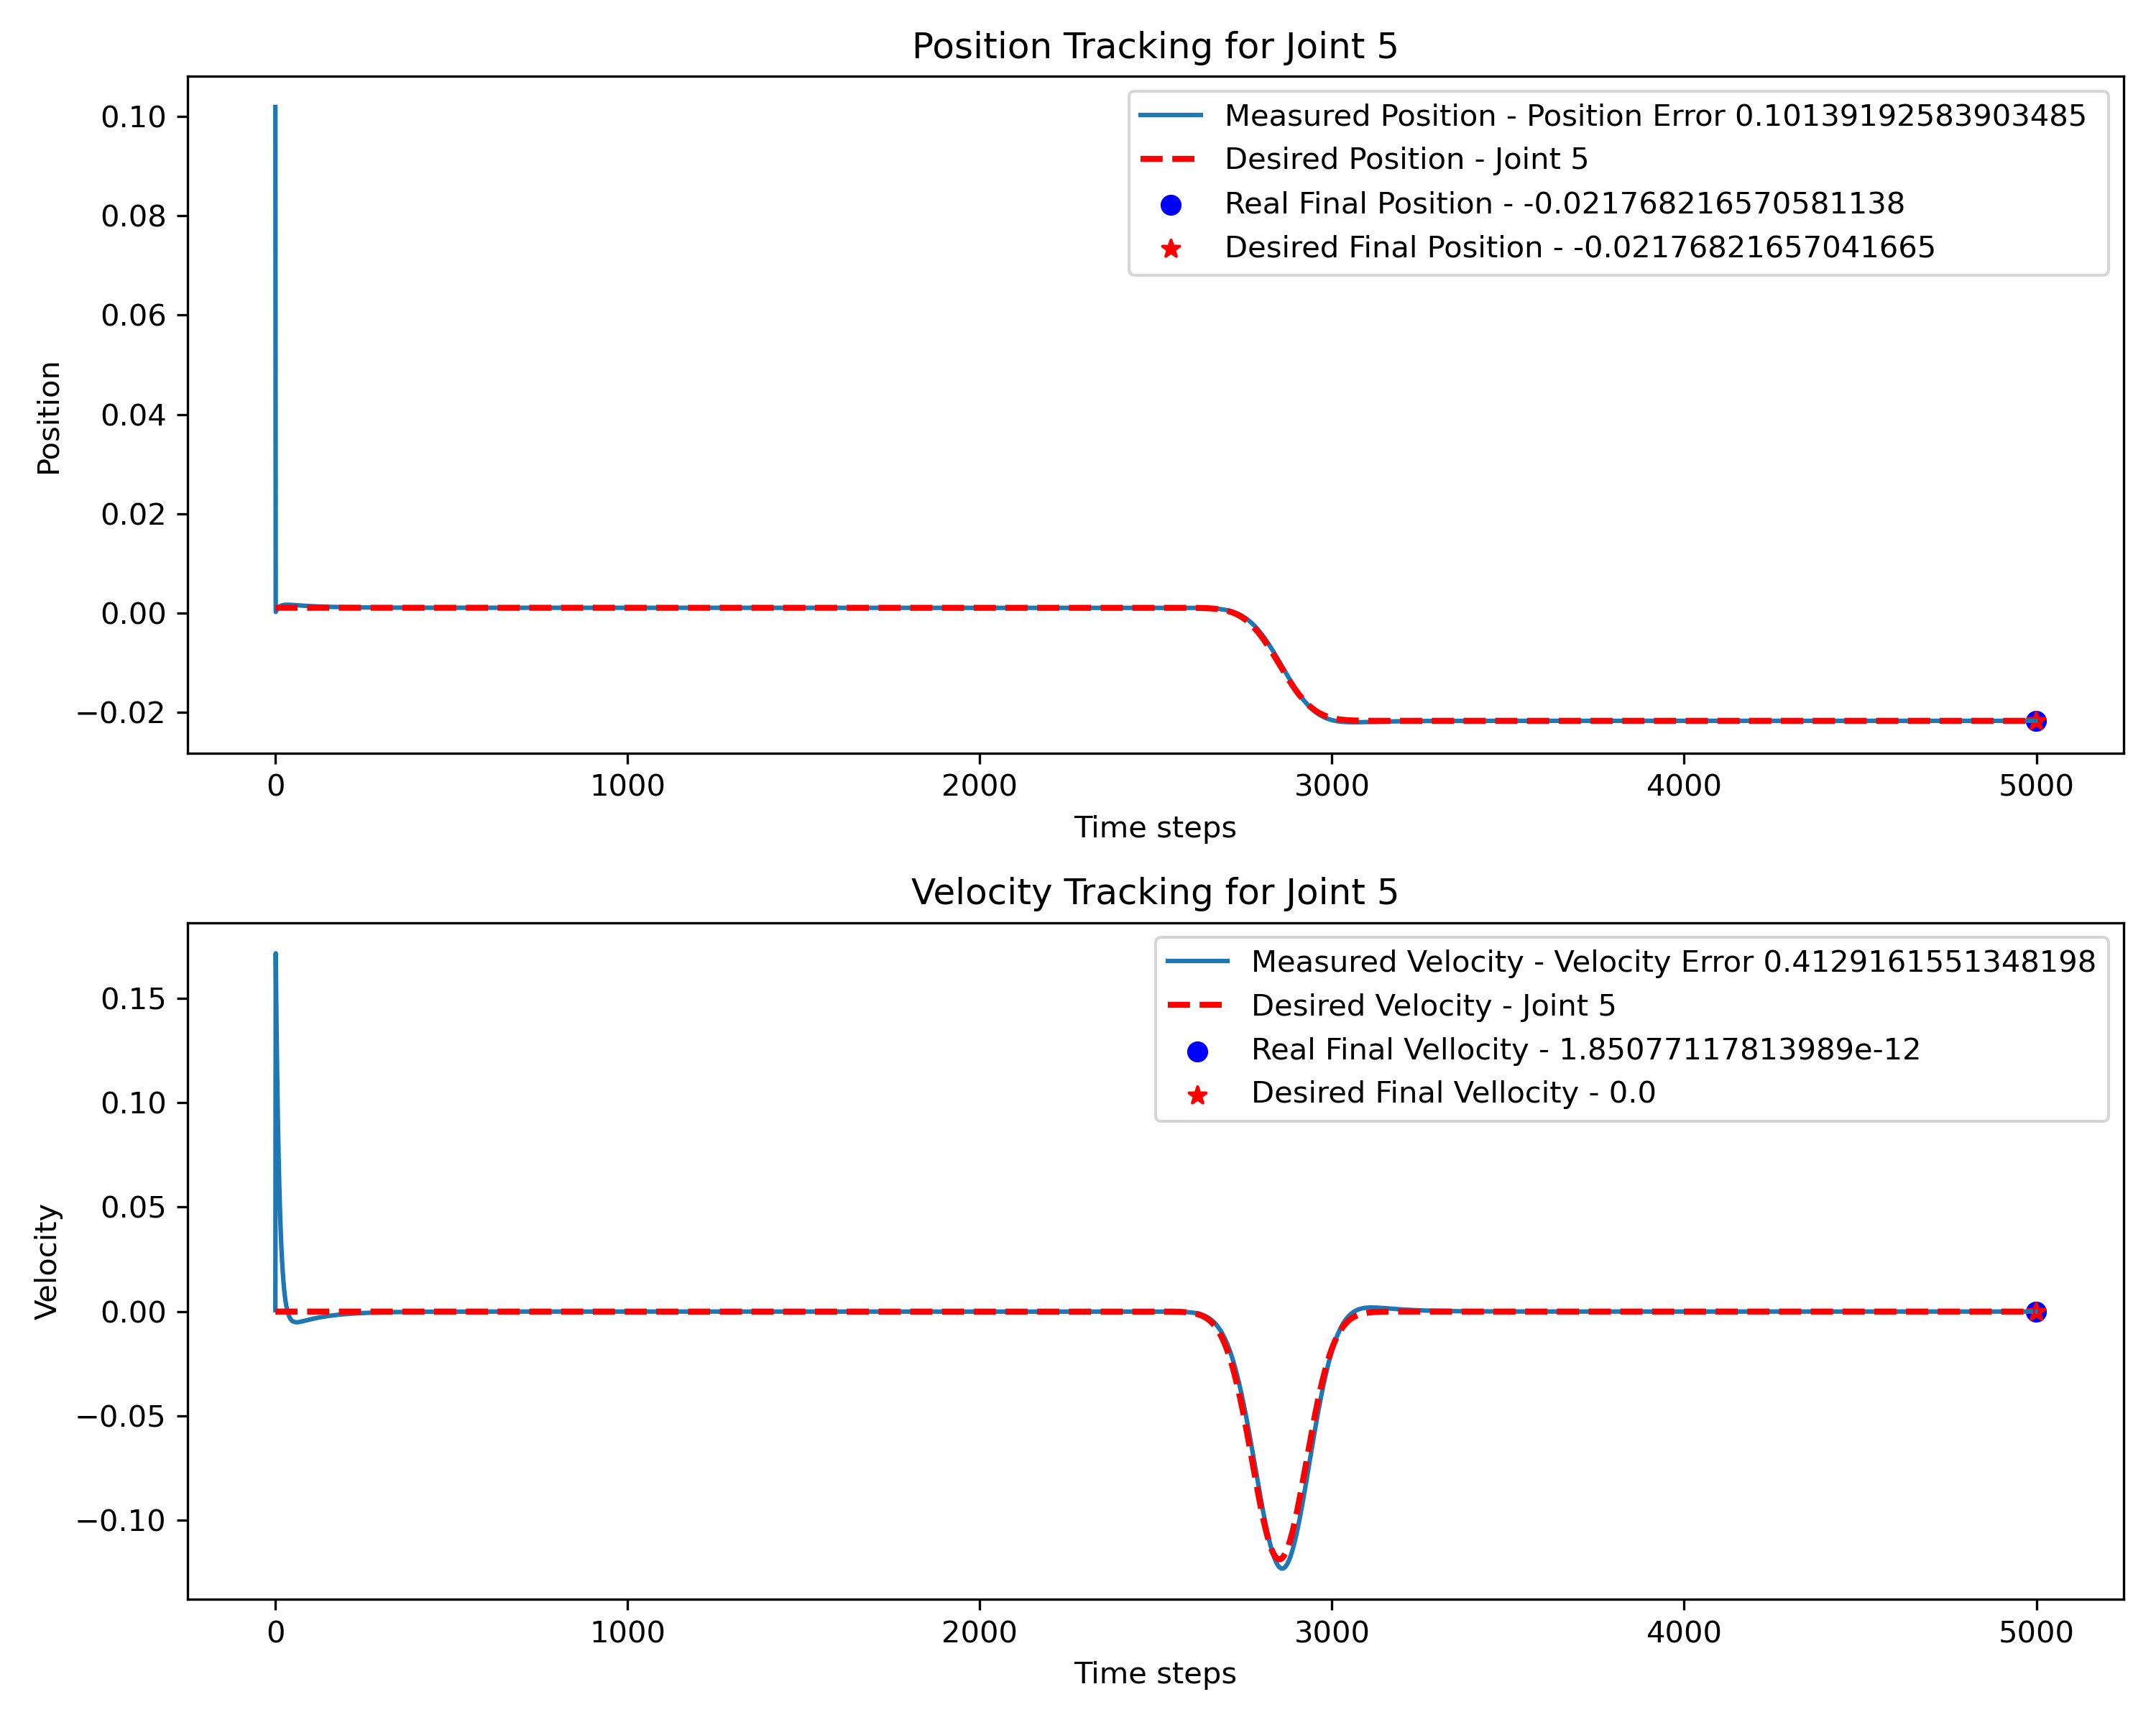 Position Tracking for Joint 5
Measured Position - Position Error 0.10139192583903485
Desired Position - Joint 5
Real Final Position - -0.021768216570581138
Desired Final Position - -0.02176821657041665
0.10
0.08
0.06
0.04
0.02
0.00
−0.02
Position
0 1000 2000 3000 4000 5000
Time steps
Velocity Tracking for Joint 5
Measured Velocity - Velocity Error 0.4129161551348198
Desired Velocity - Joint 5
Real Final Vellocity - 1.85077117813989e-12
Desired Final Vellocity - 0.0
0.15
0.10
0.05
0.00
−0.05
−0.10
Velocity
0 1000 2000 3000 4000 5000
Time steps